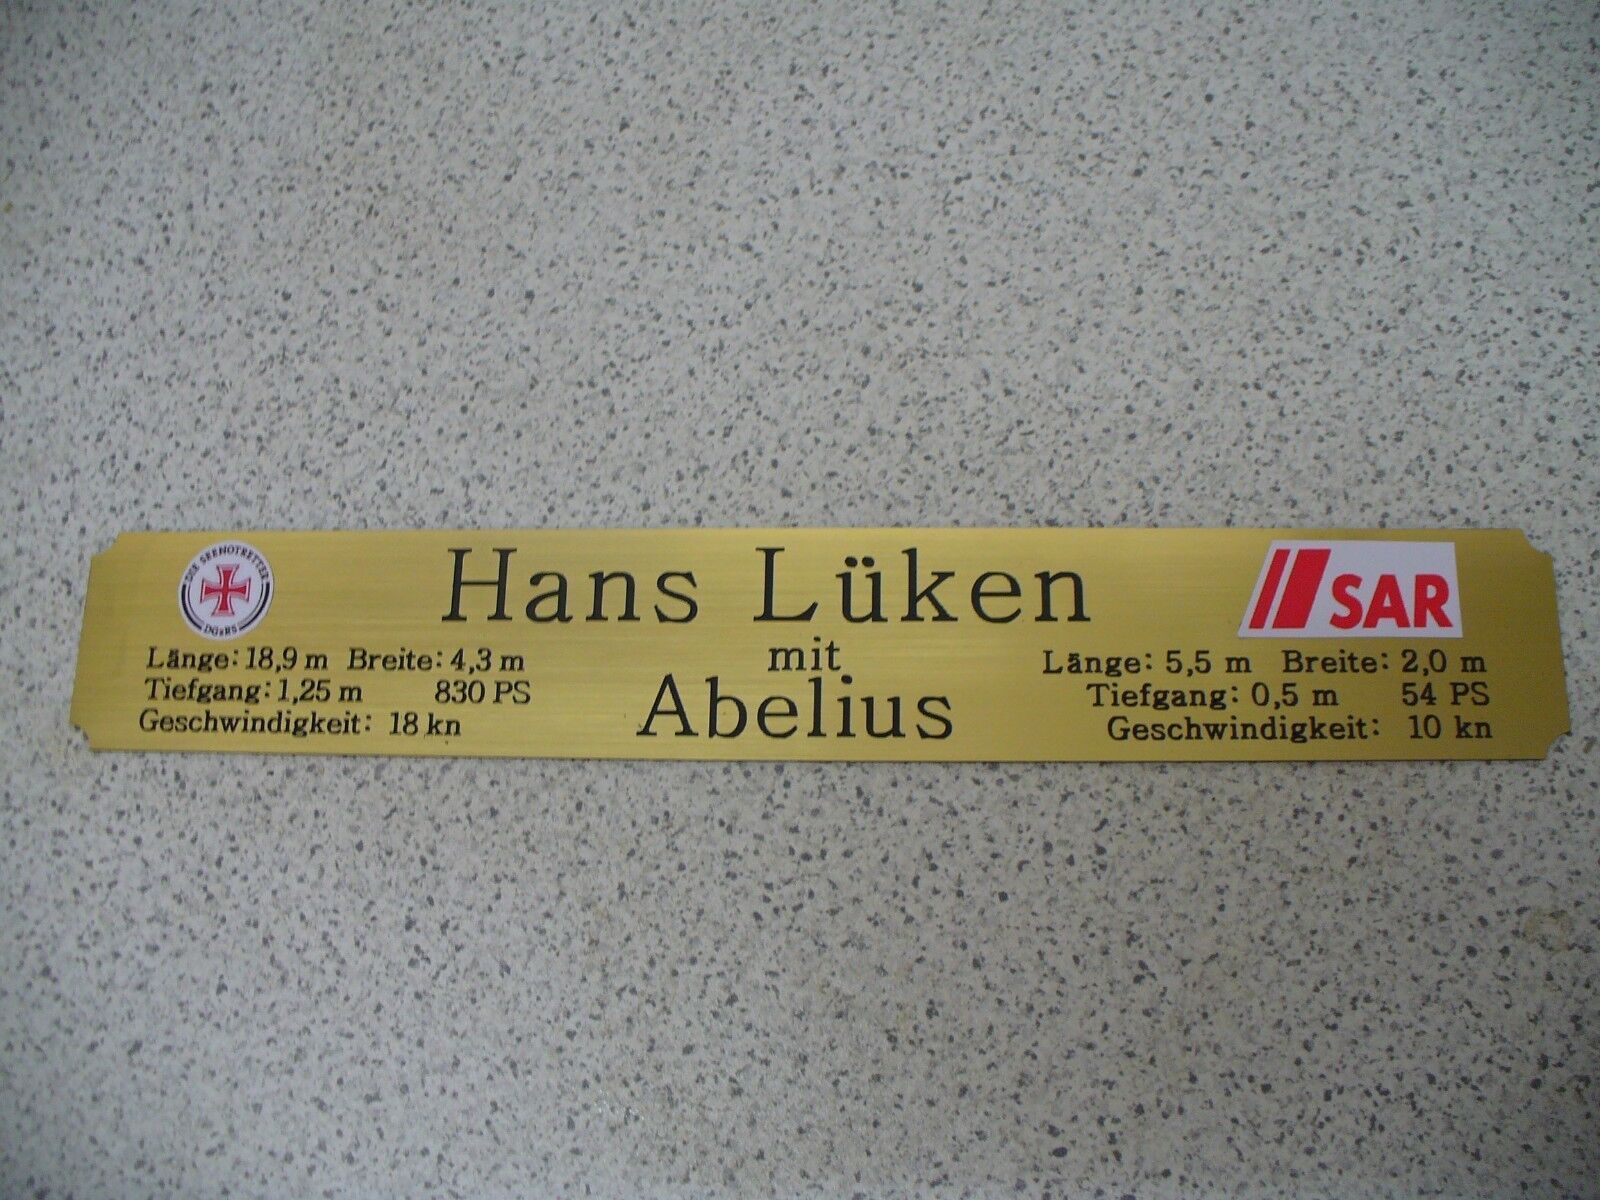 DIE SEENOTRETTER
DGzRS
Hans Lüken
mit
Abelius
SAR
Länge: 18,9 m Breite: 4,3 m
Tiefgang: 1,25 m 830 PS
Geschwindigkeit: 18 kn
Länge: 5,5 m Breite: 2,0 m
Tiefgang: 0,5 m 54 PS
Geschwindigkeit: 10 kn